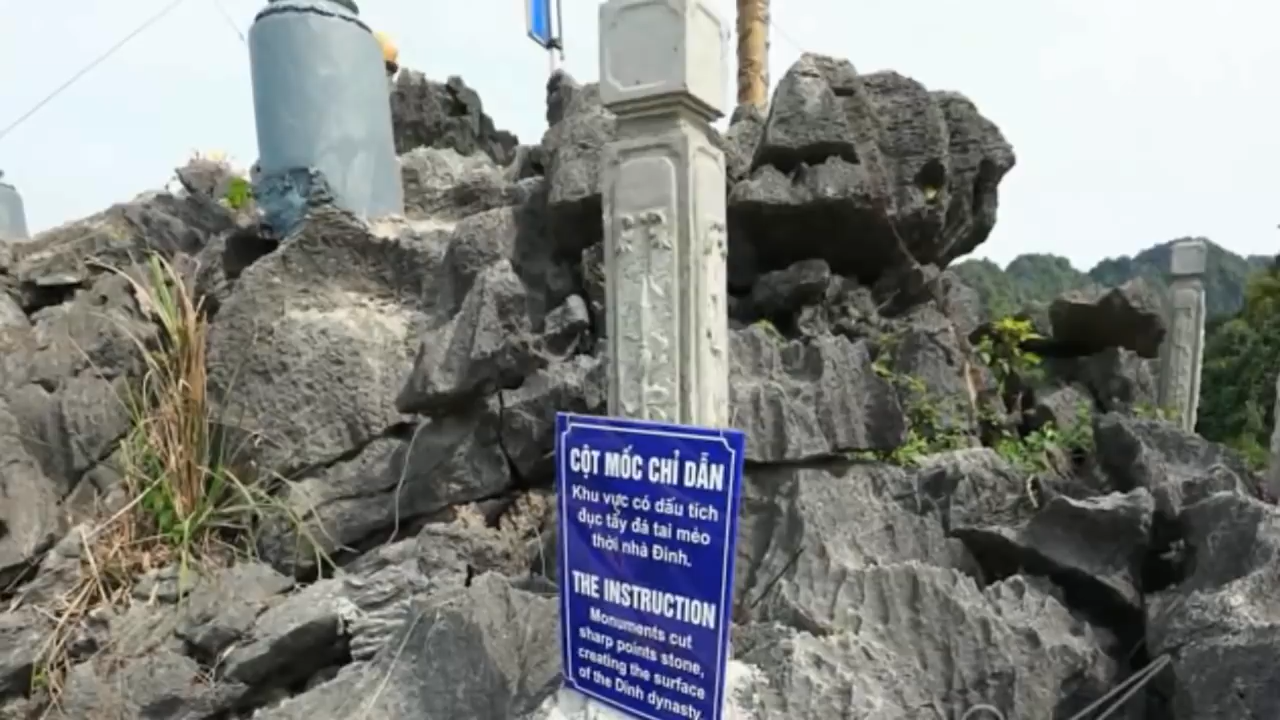 CỘT MỐC CHỈ DẪN
Khu vực có dấu tích
đục tẩy đá tai mèo
thời nhà Đinh.
THE INSTRUCTION
Monuments cut
sharp points stone,
creating the surface
of the Dinh dynasty.